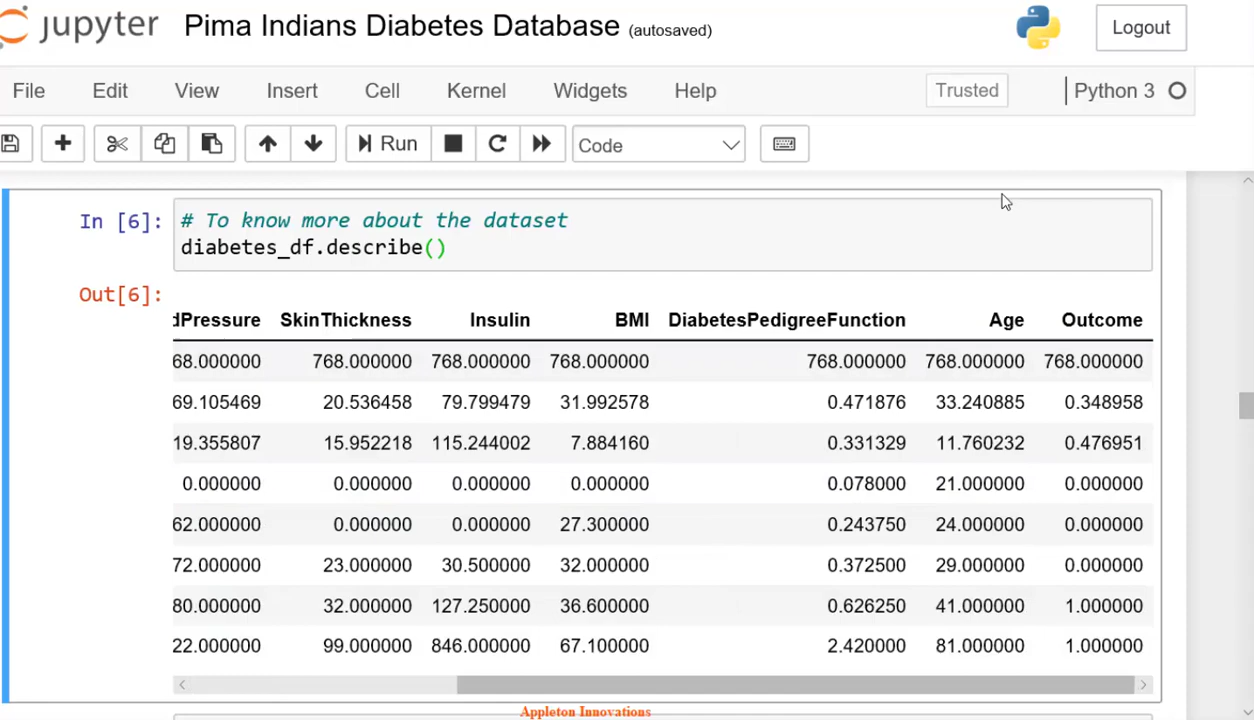 jupyter Pima Indians Diabetes Database (autosaved) Logout
File Edit View Insert Cell Kernel Widgets Help Trusted Python 3
Run Code
In [6]: # To know more about the dataset
diabetes_df.describe()
Out[6]:
dPressure SkinThickness Insulin BMI DiabetesPedigreeFunction Age Outcome
68.000000 768.000000 768.000000 768.000000 768.000000 768.000000 768.000000
69.105469 20.536458 79.799479 31.992578 0.471876 33.240885 0.348958
19.355807 15.952218 115.244002 7.884160 0.331329 11.760232 0.476951
0.000000 0.000000 0.000000 0.000000 0.078000 21.000000 0.000000
62.000000 0.000000 0.000000 27.300000 0.243750 24.000000 0.000000
72.000000 23.000000 30.500000 32.000000 0.372500 29.000000 0.000000
80.000000 32.000000 127.250000 36.600000 0.626250 41.000000 1.000000
22.000000 99.000000 846.000000 67.100000 2.420000 81.000000 1.000000
Appleton Innovations